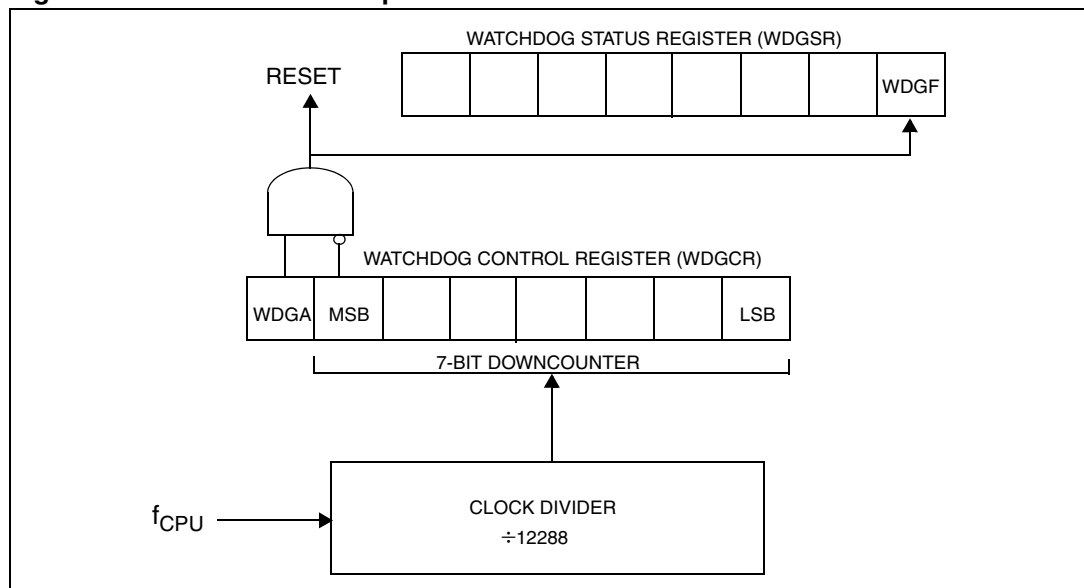 WATCHDOG STATUS REGISTER (WDGSR)
RESET
WDGF
WATCHDOG CONTROL REGISTER (WDGCR)
WDGA MSB LSB
7-BIT DOWNCOUNTER
fCPU
CLOCK DIVIDER
÷12288